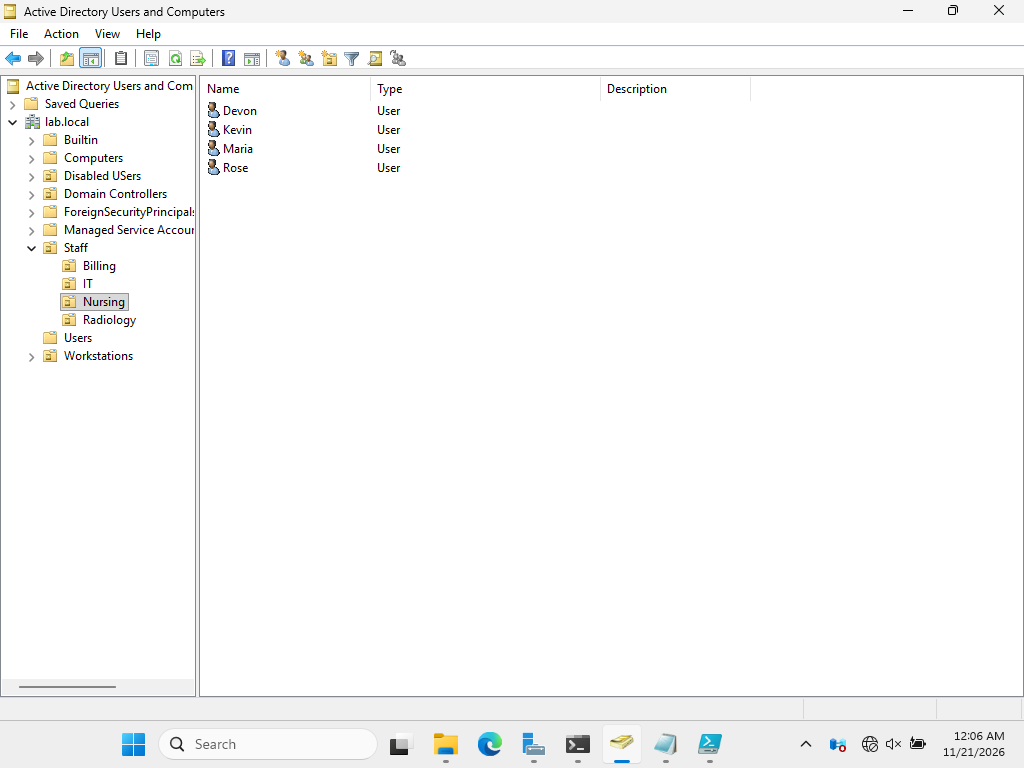 Active Directory Users and Computers
File Action View Help
Active Directory Users and Com
Saved Queries
lab.local
Builtin
Computers
Disabled USers
Domain Controllers
ForeignSecurityPrincipals
Managed Service Accour
Staff
Billing
IT
Nursing
Radiology
Users
Workstations
Name Type Description
Devon User
Kevin User
Maria User
Rose User
Search
12:06 AM
11/21/2026